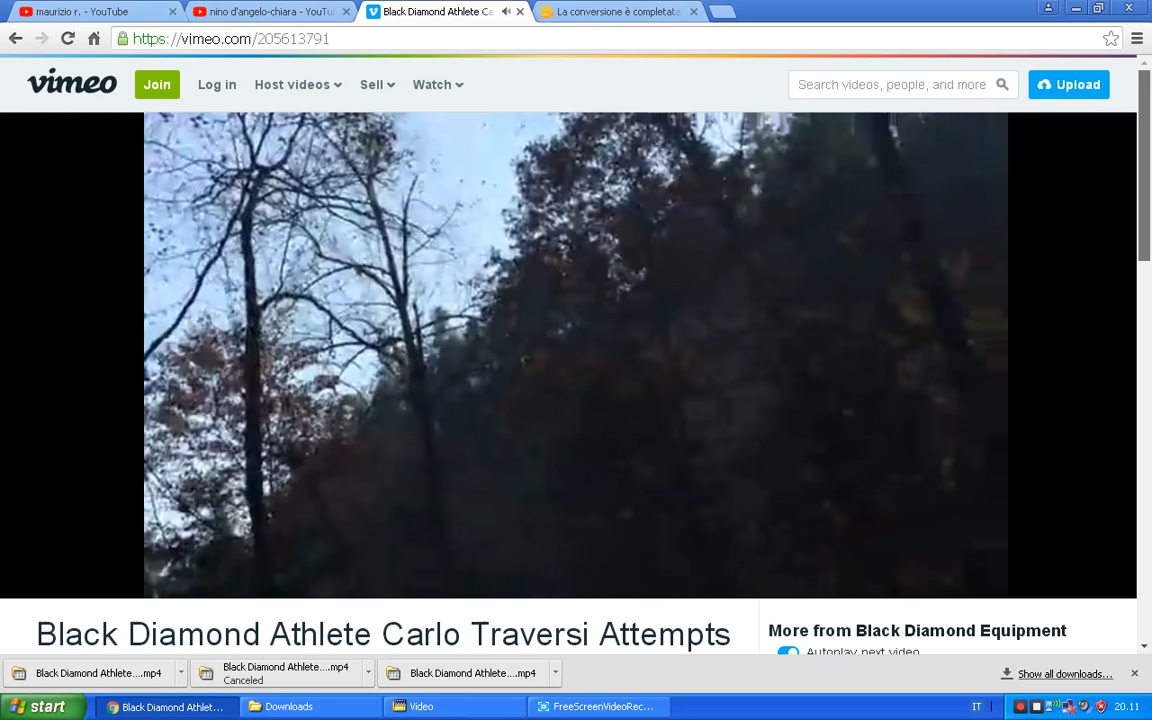 maurizio r. - YouTube
nino d'angelo-chiara - YouTu
Black Diamond Athlete Ca
La conversione è completata
https://vimeo.com/205613791
vimeo
Join
Log in
Host videos
Sell
Watch
Search videos, people, and more
Upload
Black Diamond Athlete Carlo Traversi Attempts
More from Black Diamond Equipment
Autoplay next video
Black Diamond Athlete....mp4
Black Diamond Athlete....mp4
Canceled
Black Diamond Athlete....mp4
Show all downloads...
start
Black Diamond Athlet...
Downloads
Video
FreeScreenVideoRec...
IT
20.11